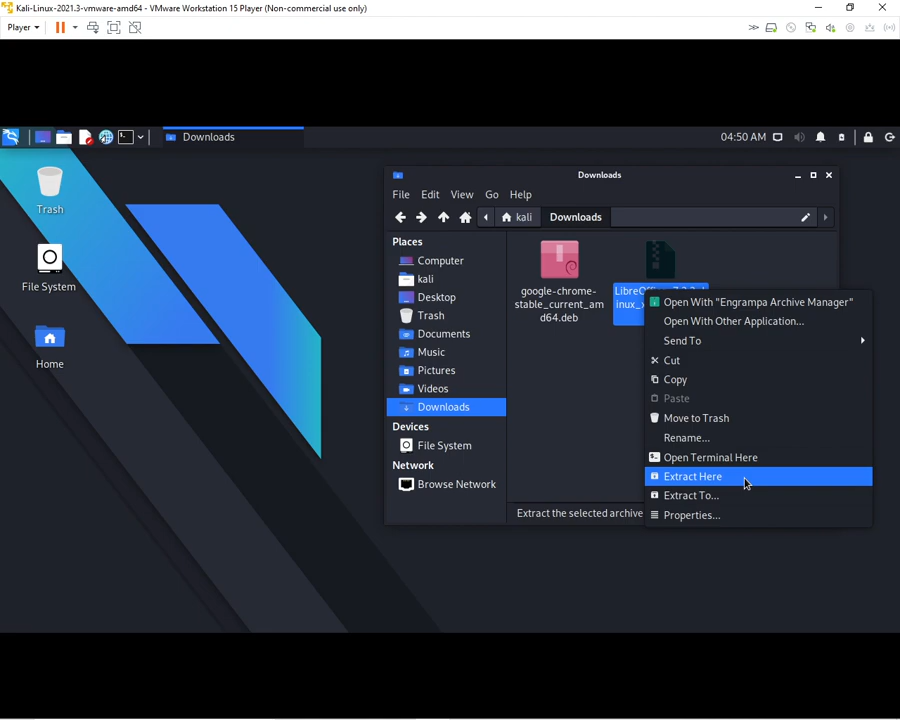 Kali-Linux-2021.3-vmware-amd64 - VMware Workstation 15 Player (Non-commercial use only)
Player
Downloads
04:50 AM
Trash
File System
Home
Downloads
File Edit View Go Help
kali Downloads
Places
Computer
kali
Desktop
Trash
Documents
Music
Pictures
Videos
Downloads
Devices
File System
Network
Browse Network
google-chrome-
stable_current_am
d64.deb
Open With "Engrampa Archive Manager"
Open With Other Application...
Send To
Cut
Copy
Paste
Move to Trash
Rename...
Open Terminal Here
Extract Here
Extract To...
Properties...
Extract the selected archive